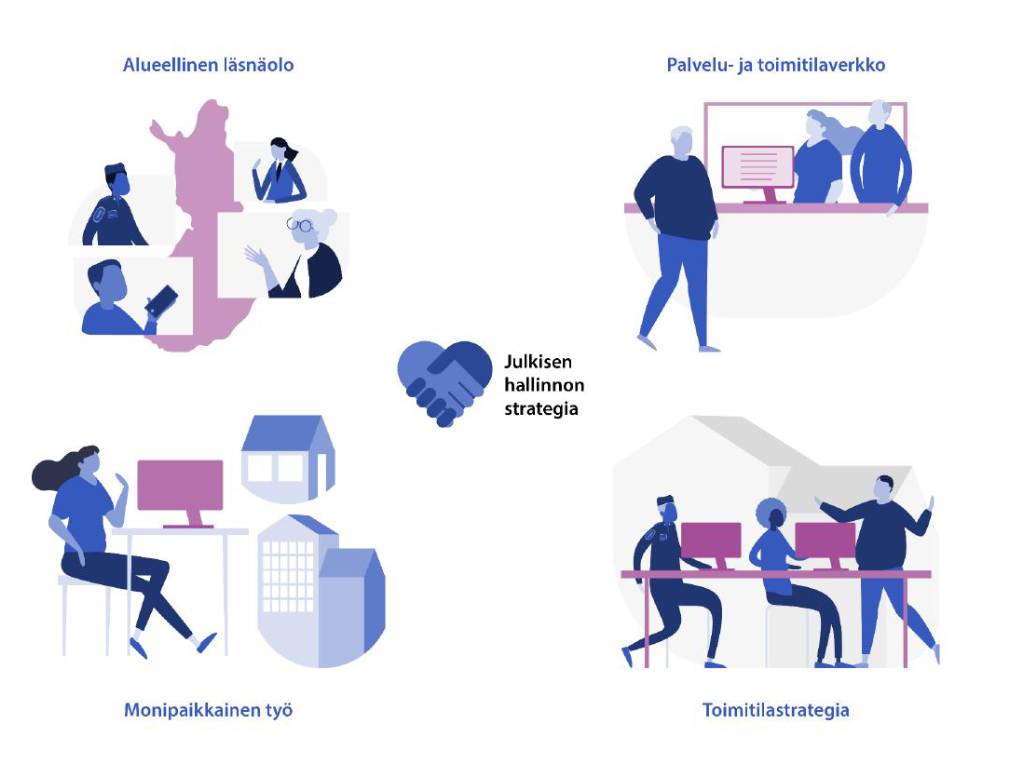 Alueellinen läsnäolo
Palvelu- ja toimitilaverkko
Julkisen
hallinnon
strategia
Monipaikkainen työ
Toimitilastrategia